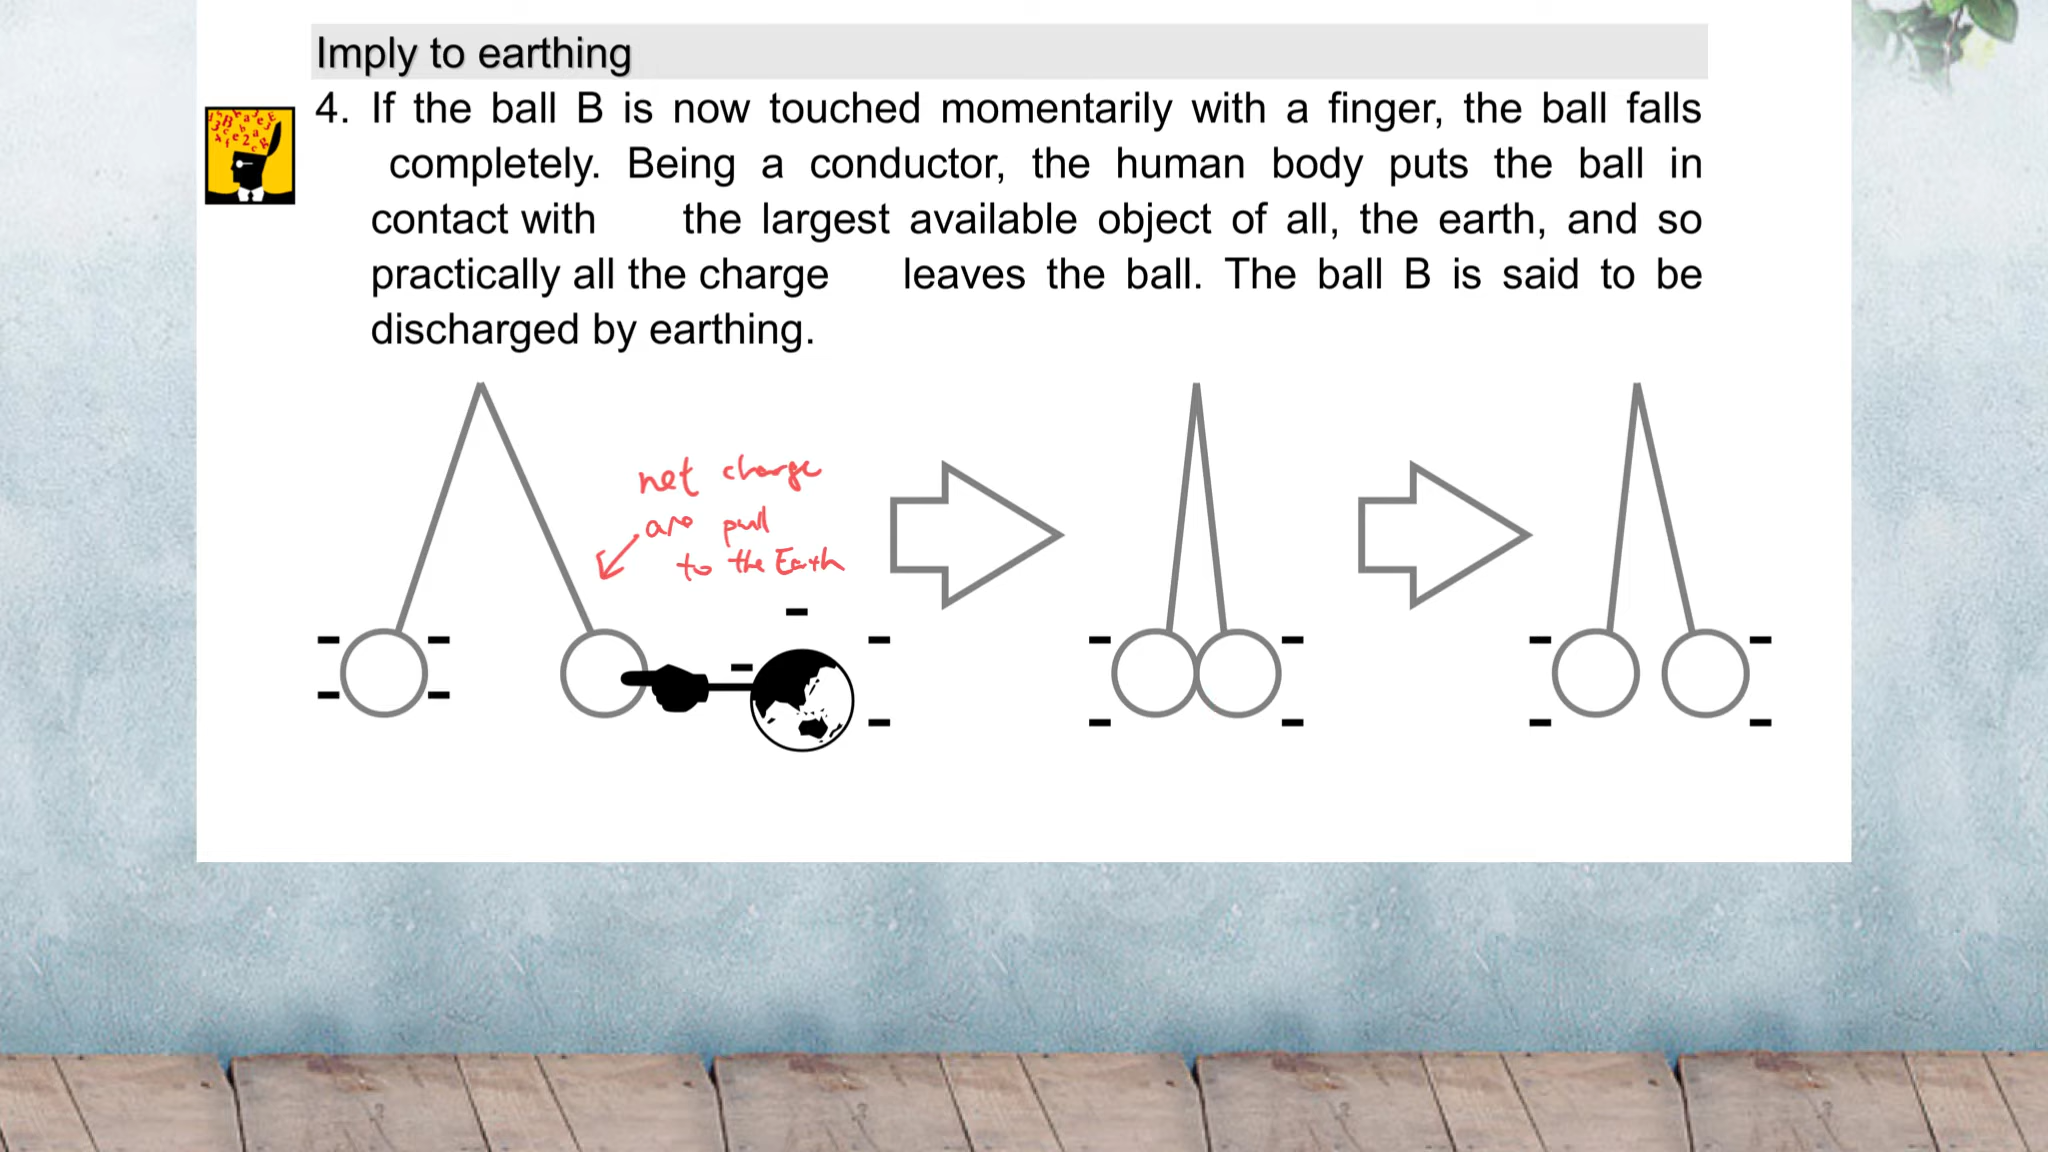 Imply to earthing
4. If the ball B is now touched momentarily with a finger, the ball falls
completely. Being a conductor, the human body puts the ball in
contact with the largest available object of all, the earth, and so
practically all the charge leaves the ball. The ball B is said to be
discharged by earthing.
net charge
are pull
to the Earth